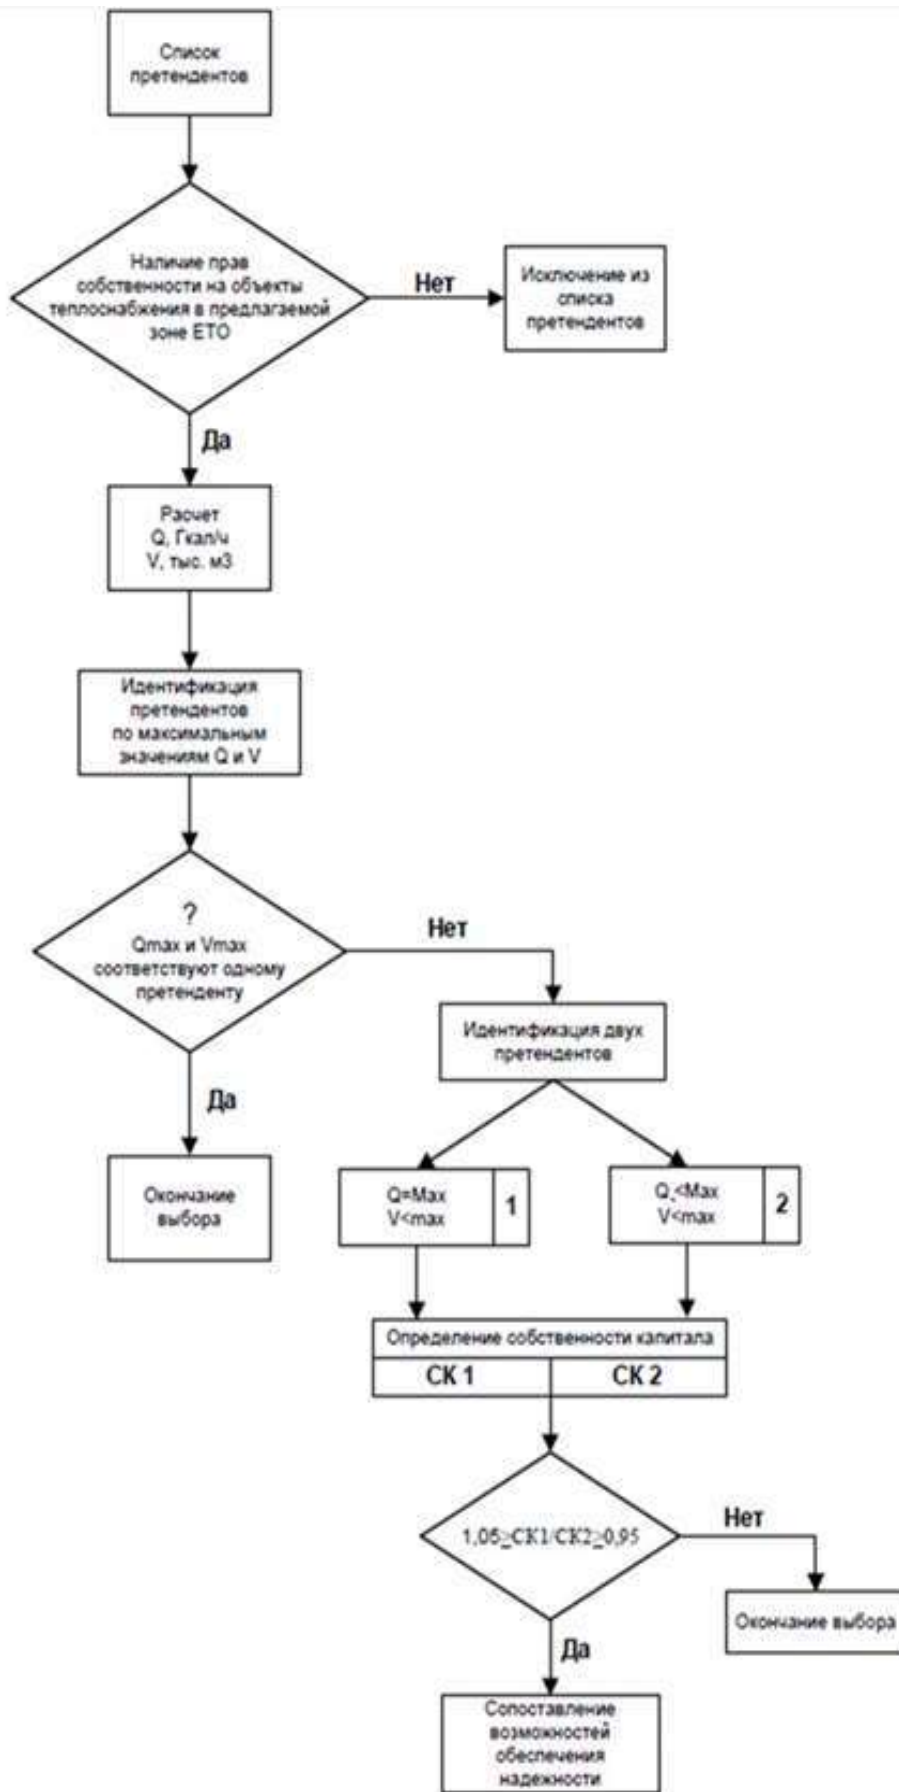 Список
претендентов
Наличие прав
собственности на объекты
теплоснабжения в предлагаемой
зоне ЕТО
Нет
Исключение из
списка
претендентов
Да
Расчет
Q, Гкал/ч
V, тыс. м3
Идентификация
претендентов
по максимальным
значениям Q и V
?
Qmax и Vmax
соответствуют одному
претенденту
Нет
Идентификация двух
претендентов
Да
Окончание
выбора
Q=Max
V<max
1
Q,<Max
V<max
2
Определение собственности капитала
СК 1
СК 2
1,05≥СК1/СК2≥0,95
Нет
Окончание выбора
Да
Сопоставление
возможностей
обеспечения
надежности